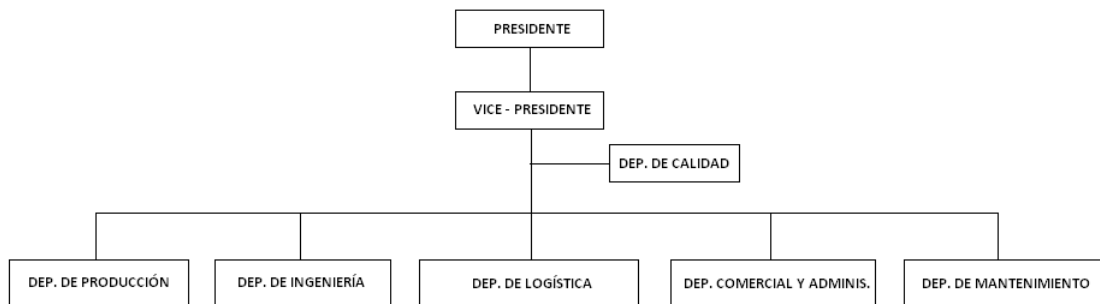 PRESIDENTE
VICE - PRESIDENTE
DEP. DE CALIDAD
DEP. DE PRODUCCIÓN
DEP. DE INGENIERÍA
DEP. DE LOGÍSTICA
DEP. COMERCIAL Y ADMINIS.
DEP. DE MANTENIMIENTO